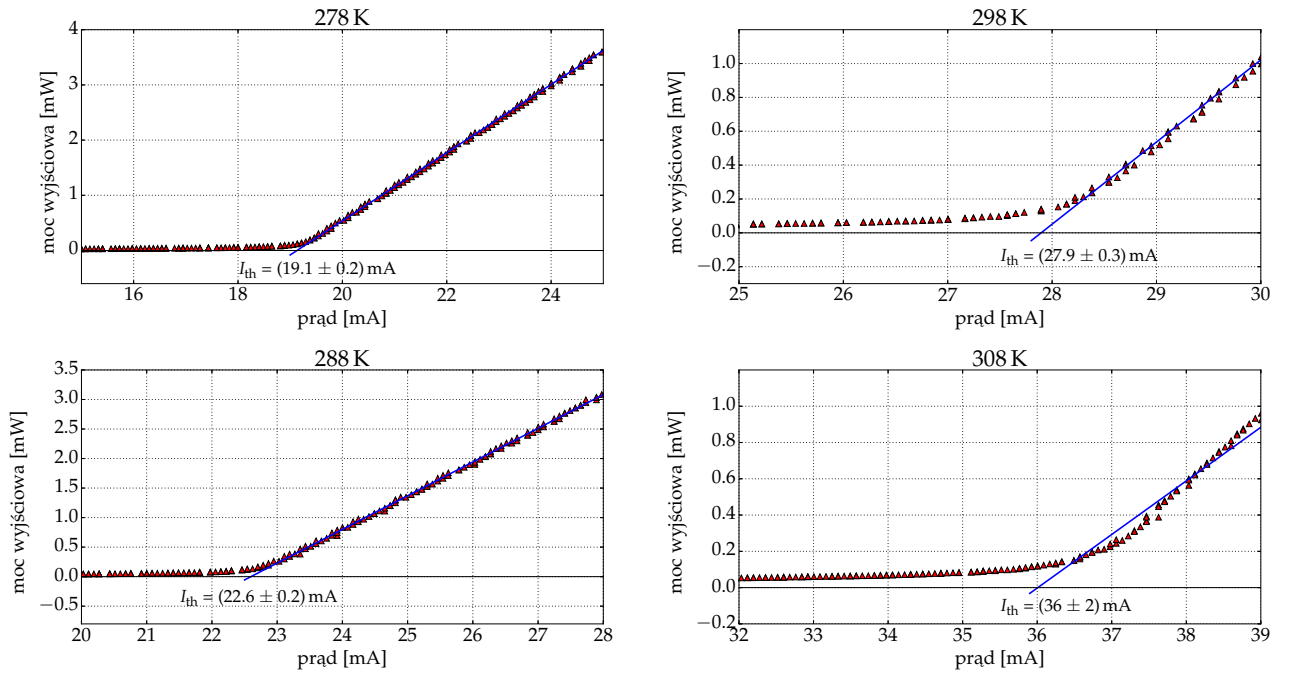 278 K
moc wyjściowa [mW]
4
3
2
1
0
I_th = (19.1 ± 0.2) mA
16 18 20 22 24
prąd [mA]
298 K
moc wyjściowa [mW]
1.0
0.8
0.6
0.4
0.2
0.0
−0.2
I_th = (27.9 ± 0.3) mA
25 26 27 28 29 30
prąd [mA]
288 K
moc wyjściowa [mW]
3.5
3.0
2.5
2.0
1.5
1.0
0.5
0.0
−0.5
I_th = (22.6 ± 0.2) mA
20 21 22 23 24 25 26 27 28
prąd [mA]
308 K
moc wyjściowa [mW]
1.0
0.8
0.6
0.4
0.2
0.0
−0.2
I_th = (36 ± 2) mA
32 33 34 35 36 37 38 39
prąd [mA]